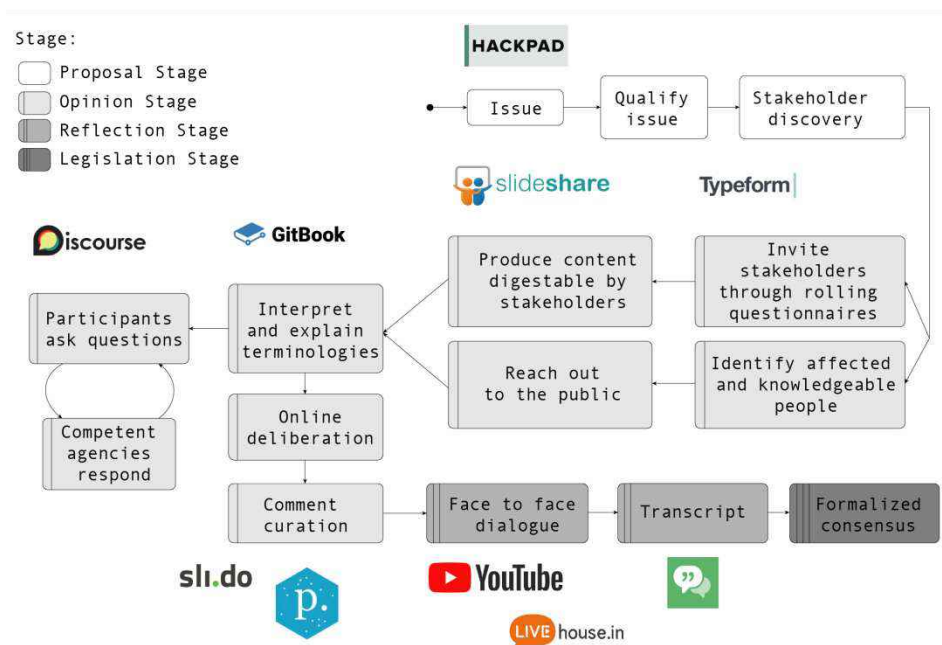 Stage:
Proposal Stage
Opinion Stage
Reflection Stage
Legislation Stage
HACKPAD
Issue
Qualify
issue
Stakeholder
discovery
slideshare
Typeform
Discourse
GitBook
Produce content
digestable by
stakeholders
Invite
stakeholders
through rolling
questionnaires
Participants
ask questions
Interpret
and explain
terminologies
Reach out
to the public
Identify affected
and knowledgeable
people
Competent
agencies
respond
Online
deliberation
Comment
curation
Face to face
dialogue
Transcript
Formalized
consensus
sli.do
p.
YouTube
LIVE house.in